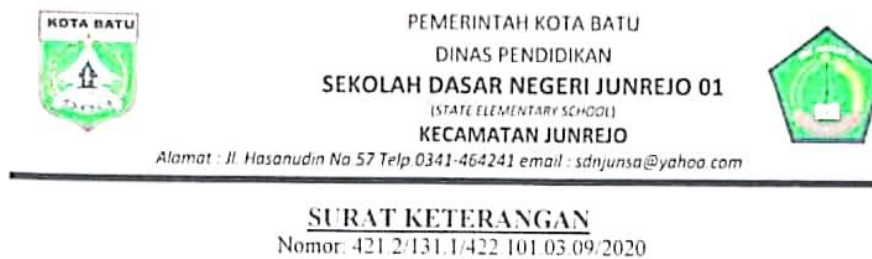 KOTA BATU
PEMERINTAH KOTA BATU
DINAS PENDIDIKAN
SEKOLAH DASAR NEGERI JUNREJO 01
(STATE ELEMENTARY SCHOOL)
KECAMATAN JUNREJO
Alamat : Jl. Hasanudin No 57 Telp.0341-464241 email : sdnjunsa@yahoo.com
SURAT KETERANGAN
Nomor: 421.2/131.1/422.101.03.09/2020